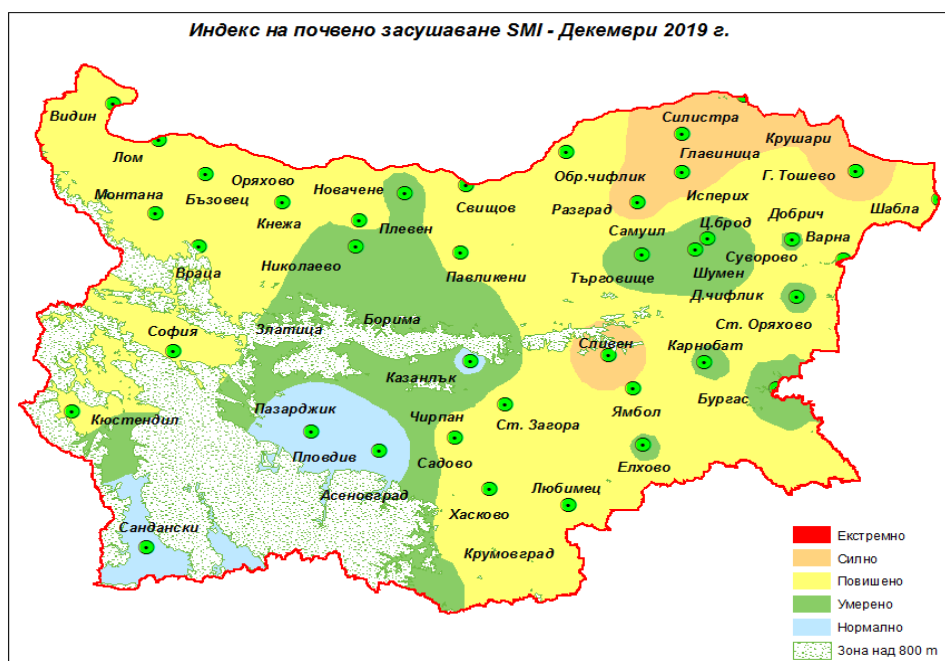 Индекс на почвено засушаване SMI - Декември 2019 г.
Видин
Силистра
Крушари
Лом
Главиница
Монтана
Оряхово
Новачене
Обр.чифлик
Г. Тошево
Бъзовец
Свищов
Разград
Исперих
Шабла
Кнежа
Плевен
Самуил
Ц.брод
Добрич
Варна
Враца
Николаево
Павликени
Търговище
Шумен
Суворово
Д.чифлик
София
Златица
Борима
Сливен
Карнобат
Ст. Оряхово
Казанлък
Кюстендил
Пазарджик
Чирпан
Ст. Загора
Ямбол
Бургас
Пловдив
Садово
Елхово
Асеновград
Хасково
Любимец
Сандански
Крумовград
Екстремно
Силно
Повишено
Умерено
Нормално
Зона над 800 m